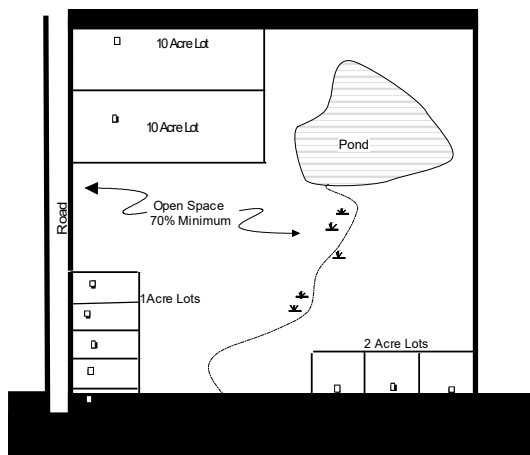 10 Acre Lot
10 Acre Lot
Pond
Open Space
70% Minimum
Road
1Acre Lots
2 Acre Lots